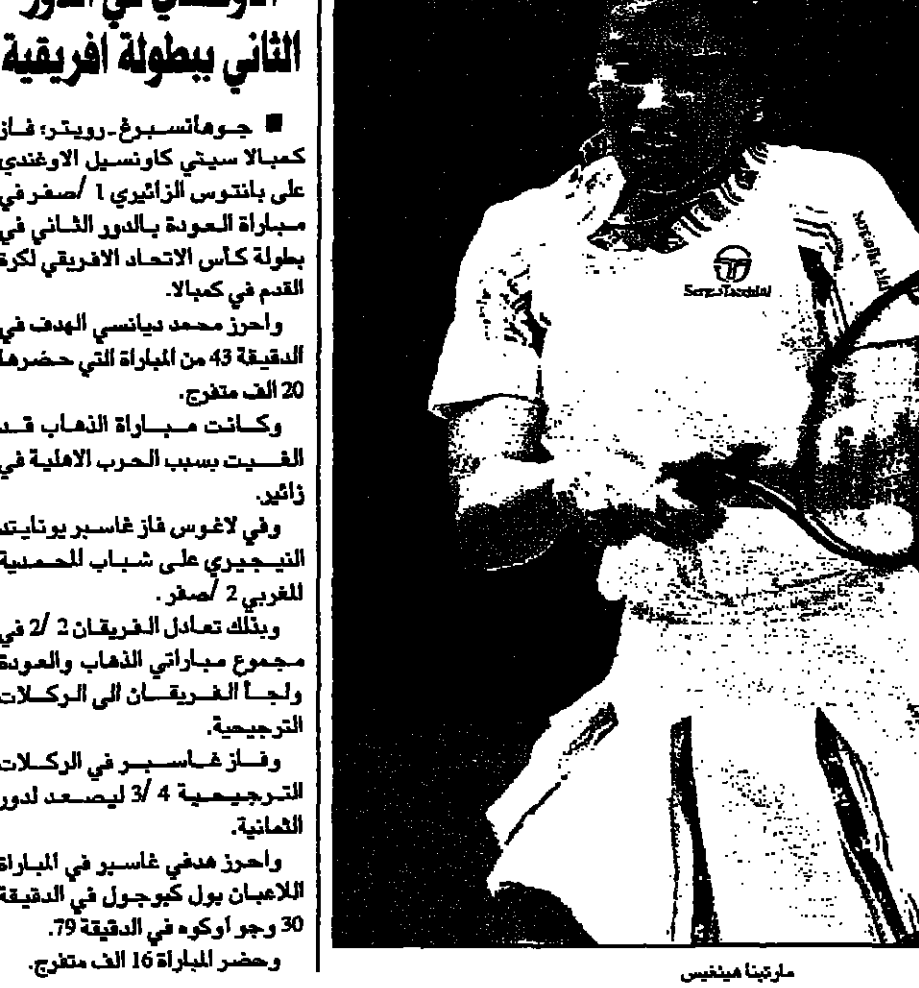 الثاني ببطولة افريقية
■ جوهانسبرغ ـ رويتر: فاز
كمبالا سيتي كاونسيل الاوغندي
على بانتوس الزائيري 1 /صفر في
مباراة العودة بالدور الثاني في
بطولة كأس الاتحاد الافريقي لكرة
القدم في كمبالا.
واحرز محمد ديانسي الهدف في
الدقيقة 43 من المباراة التي حضرها
20 الف متفرج.
وكانت مباراة الذهاب قد
الغيت بسبب الحرب الاهلية في
زائير.
وفي لاغوس فاز غاسبر يونايتد
النيجيري على شباب المحمدية
المغربي 2 /صفر .
وبذلك تعادل الفريقان 2 /2 في
مجموع مباراتي الذهاب والعودة
ولجأ الفريقان الى الركلات
الترجيحية.
وفاز غاسبر في الركلات
الترجيحية 4 /3 ليصعد لدور
الثمانية.
واحرز هدفي غاسبر في المباراة
اللاعبان بول كبوجول في الدقيقة
30 وجو أوكوه في الدقيقة 79.
وحضر المباراة 16 الف متفرج.
Sergio Tacchini
مارتينا هينغيس